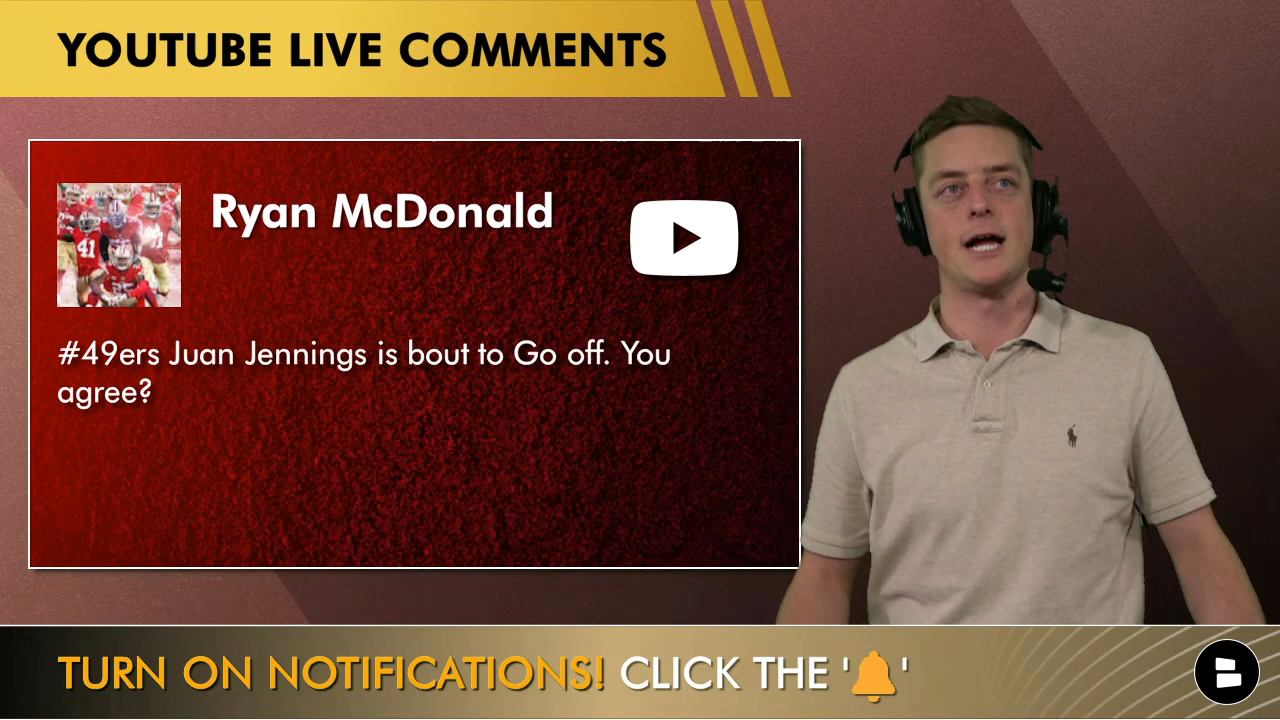 YOUTUBE LIVE COMMENTS
Ryan McDonald
41
#49ers Juan Jennings is bout to Go off. You
agree?
TURN ON NOTIFICATIONS! CLICK THE ' '